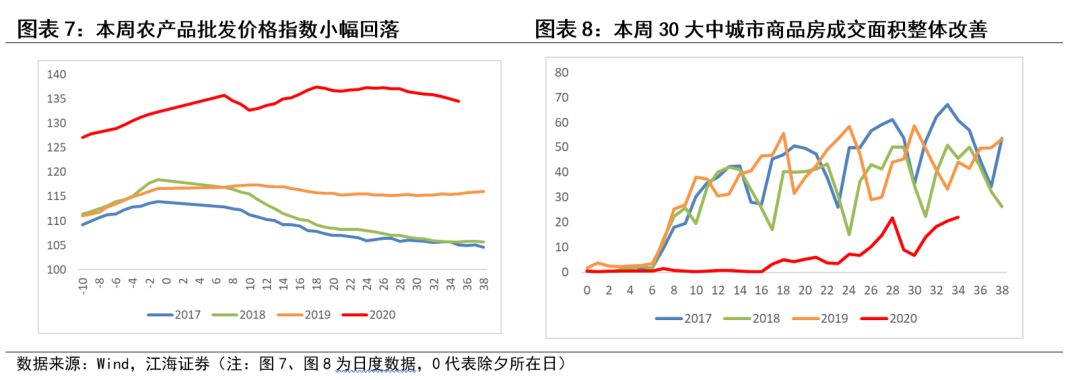 图表 7：本周农产品批发价格指数小幅回落
140
135
130
125
120
115
110
105
100
-10 -8 -6 -4 -2 0 2 4 6 8 10 12 14 16 18 20 22 24 26 28 30 32 34 36 38
2017 2018 2019 2020
图表 8：本周 30 大中城市商品房成交面积整体改善
80
70
60
50
40
30
20
10
0
0 2 4 6 8 10 12 14 16 18 20 22 24 26 28 30 32 34 36 38
2017 2018 2019 2020
数据来源：Wind，江海证券（注：图 7、图 8 为日度数据，0 代表除夕所在日）